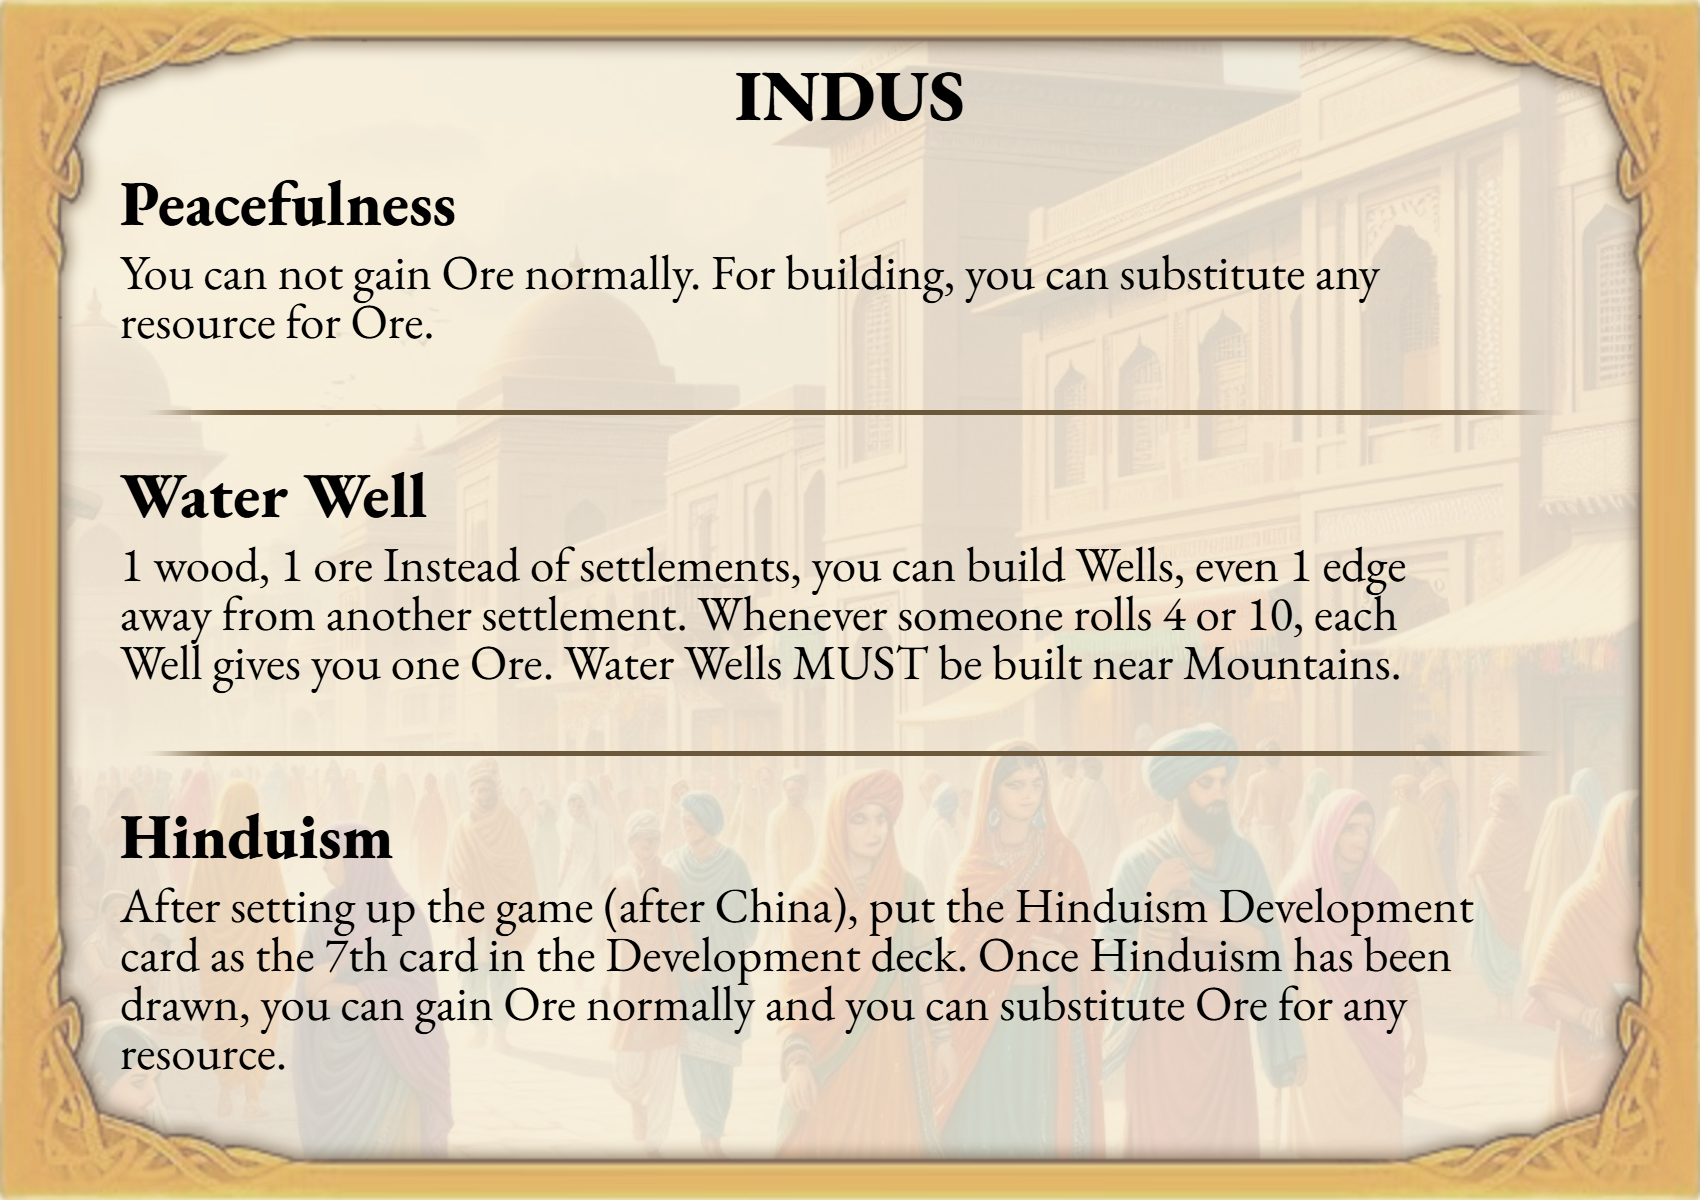 INDUS
Peacefulness
You can not gain Ore normally. For building, you can substitute any
resource for Ore.
Water Well
1 wood, 1 ore Instead of settlements, you can build Wells, even 1 edge
away from another settlement. Whenever someone rolls 4 or 10, each
Well gives you one Ore. Water Wells MUST be built near Mountains.
Hinduism
After setting up the game (after China), put the Hinduism Development
card as the 7th card in the Development deck. Once Hinduism has been
drawn, you can gain Ore normally and you can substitute Ore for any
resource.